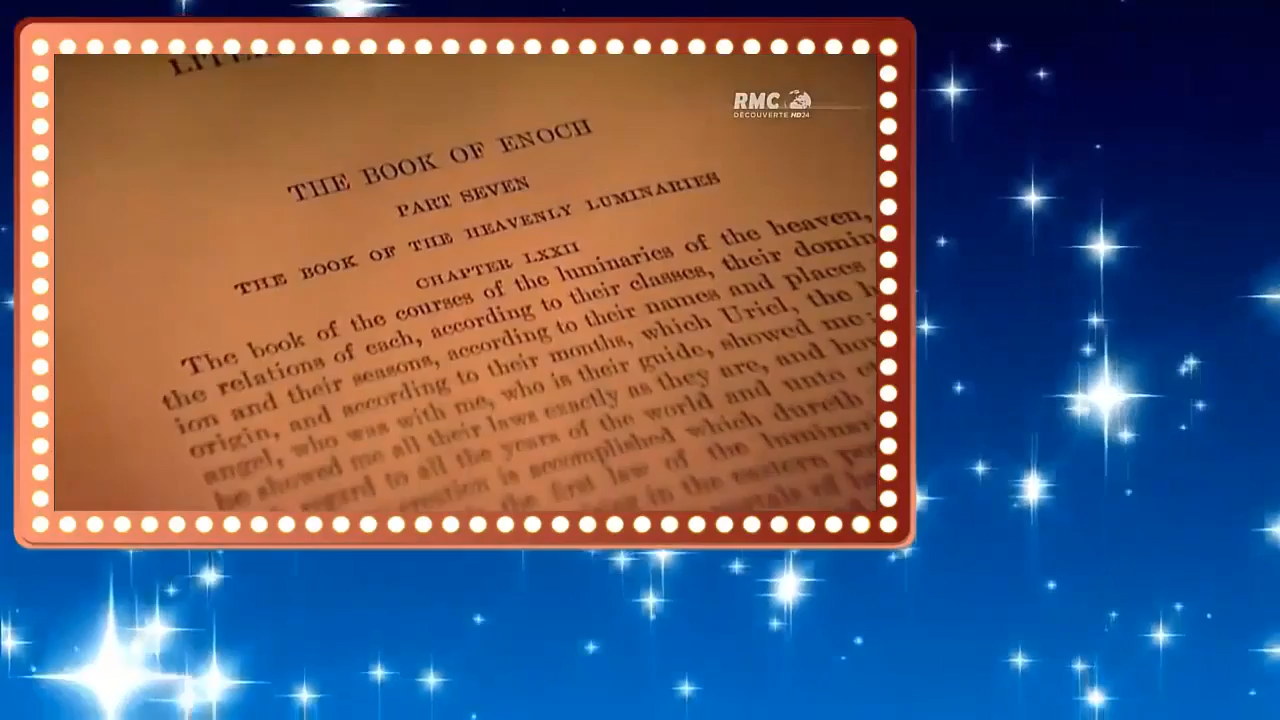 RMC
DÉCOUVERTE HD24
THE BOOK OF ENOCH
PART SEVEN
THE BOOK OF THE HEAVENLY LUMINARIES
CHAPTER LXXII
The book of the courses of the luminaries of the heaven,
the relations of each, according to their classes, their domin
ion and their seasons, according to their names and places
origin, and according to their months, which Uriel, the h
angel, who was with me, who is their guide, showed me;
he showed me all their laws exactly as they are, and how
regard to all the years of the world and unto
creation is accomplished which dureth
the first law of the luminar
in the eastern